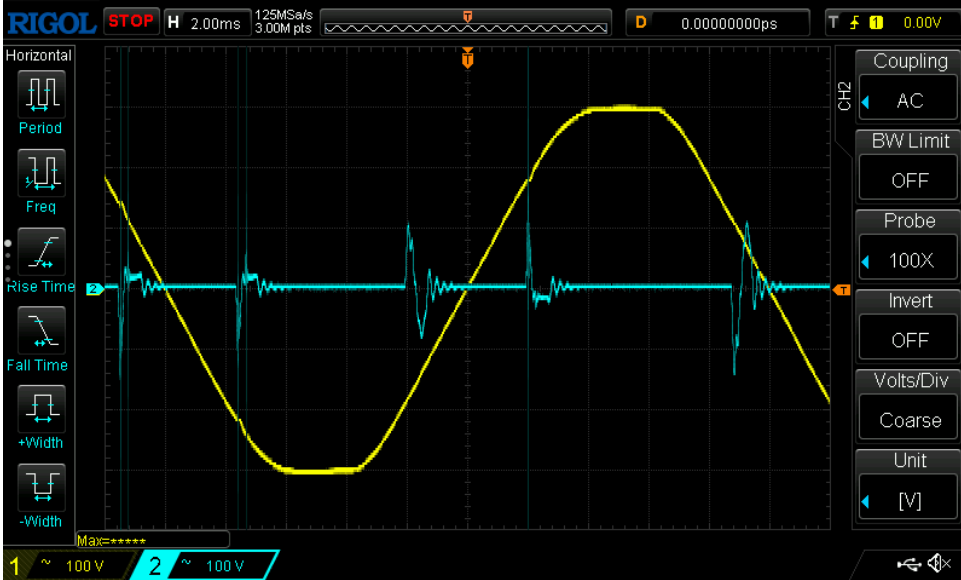 RIGOL STOP H 2.00ms 125MSa/s D 0.00000000ps T 1 0.00V
3.00M pts
Horizontal
Period
Freq
Rise Time
Fall Time
+Width
-Width
T
2
T
CH2
Coupling
AC
BW Limit
OFF
Probe
100X
Invert
OFF
Volts/Div
Coarse
Unit
[V]
Max=*****
1 ~ 100 V 2 ~ 100 V